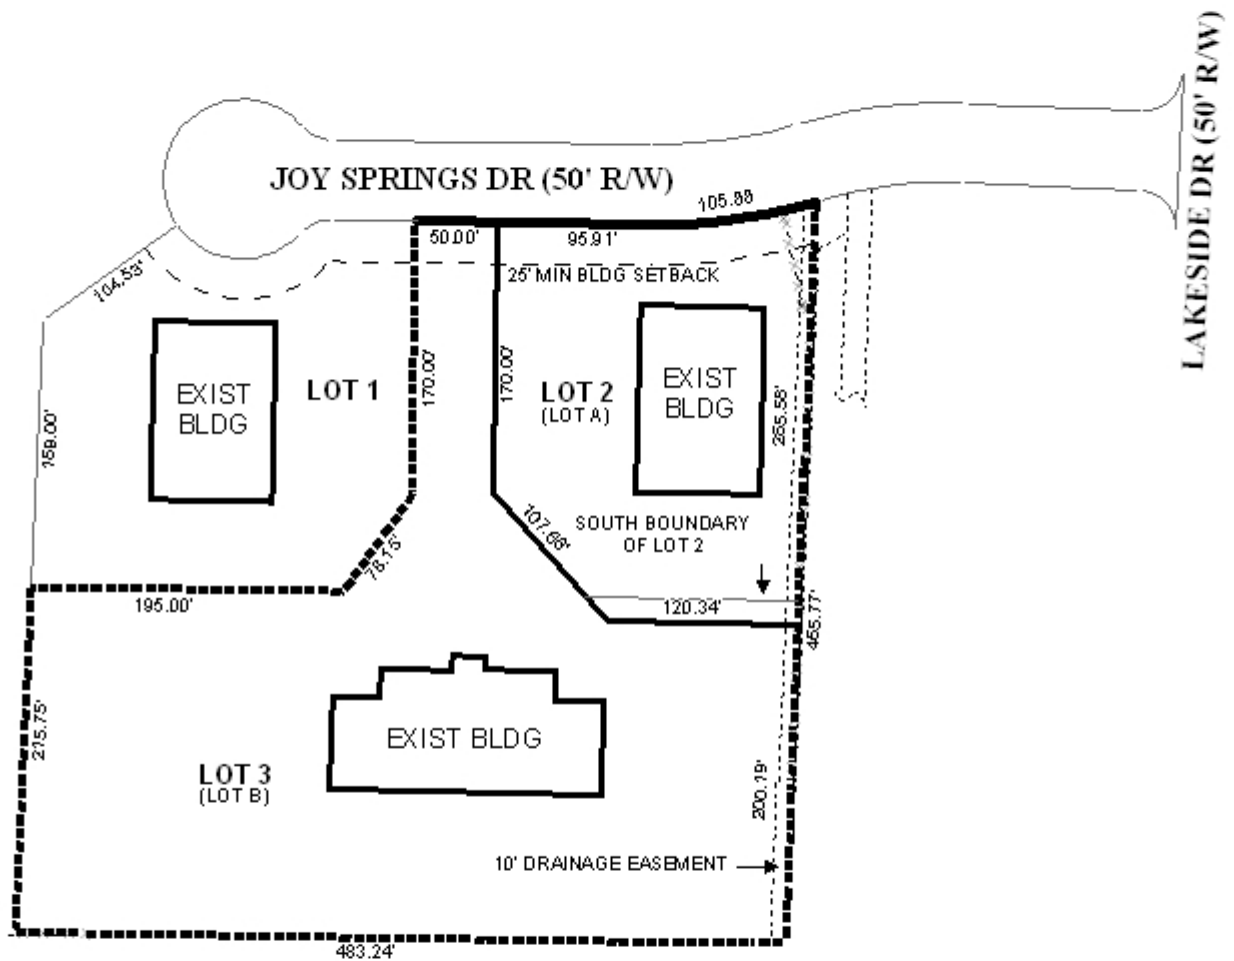 LAKESIDE DR (50' R/W)
JOY SPRINGS DR (50' R/W)
105.88
50.00'
95.91'
104.53'
25' MIN BLDG SETBACK
EXIST
BLDG
LOT 1
170.00'
170.00'
LOT 2
(LOT A)
EXIST
BLDG
265.58'
159.00'
107.66'
SOUTH BOUNDARY
OF LOT 2
78.15'
195.00'
120.34'
465.77'
275.75'
EXIST BLDG
LOT 3
(LOT B)
200.19'
10' DRAINAGE EASEMENT
483.24'